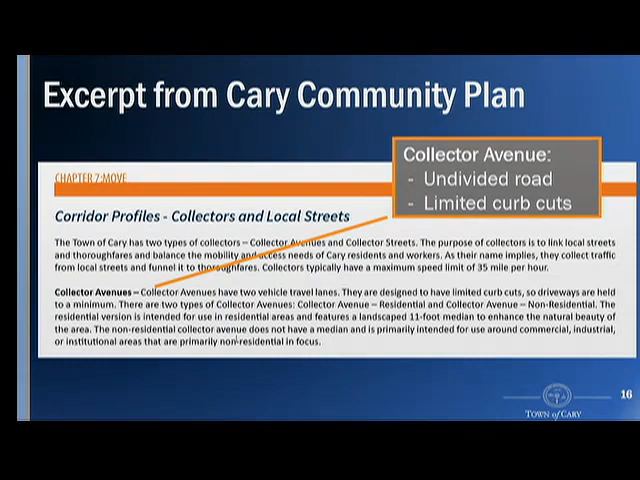 Excerpt from Cary Community Plan
Collector Avenue:
- Undivided road
- Limited curb cuts
CHAPTER 7:MOVE
Corridor Profiles - Collectors and Local Streets
The Town of Cary has two types of collectors – Collector Avenues and Collector Streets. The purpose of collectors is to link local streets
and thoroughfares and balance the mobility and access needs of Cary residents and workers. As their name implies, they collect traffic
from local streets and funnel it to thoroughfares. Collectors typically have a maximum speed limit of 35 mile per hour.
Collector Avenues – Collector Avenues have two vehicle travel lanes. They are designed to have limited curb cuts, so driveways are held
to a minimum. There are two types of Collector Avenues: Collector Avenue – Residential and Collector Avenue – Non-Residential. The
residential version is intended for use in residential areas and features a landscaped 11-foot median to enhance the natural beauty of
the area. The non-residential collector avenue does not have a median and is primarily intended for use around commercial, industrial,
or institutional areas that are primarily non-residential in focus.
16
TOWN of CARY